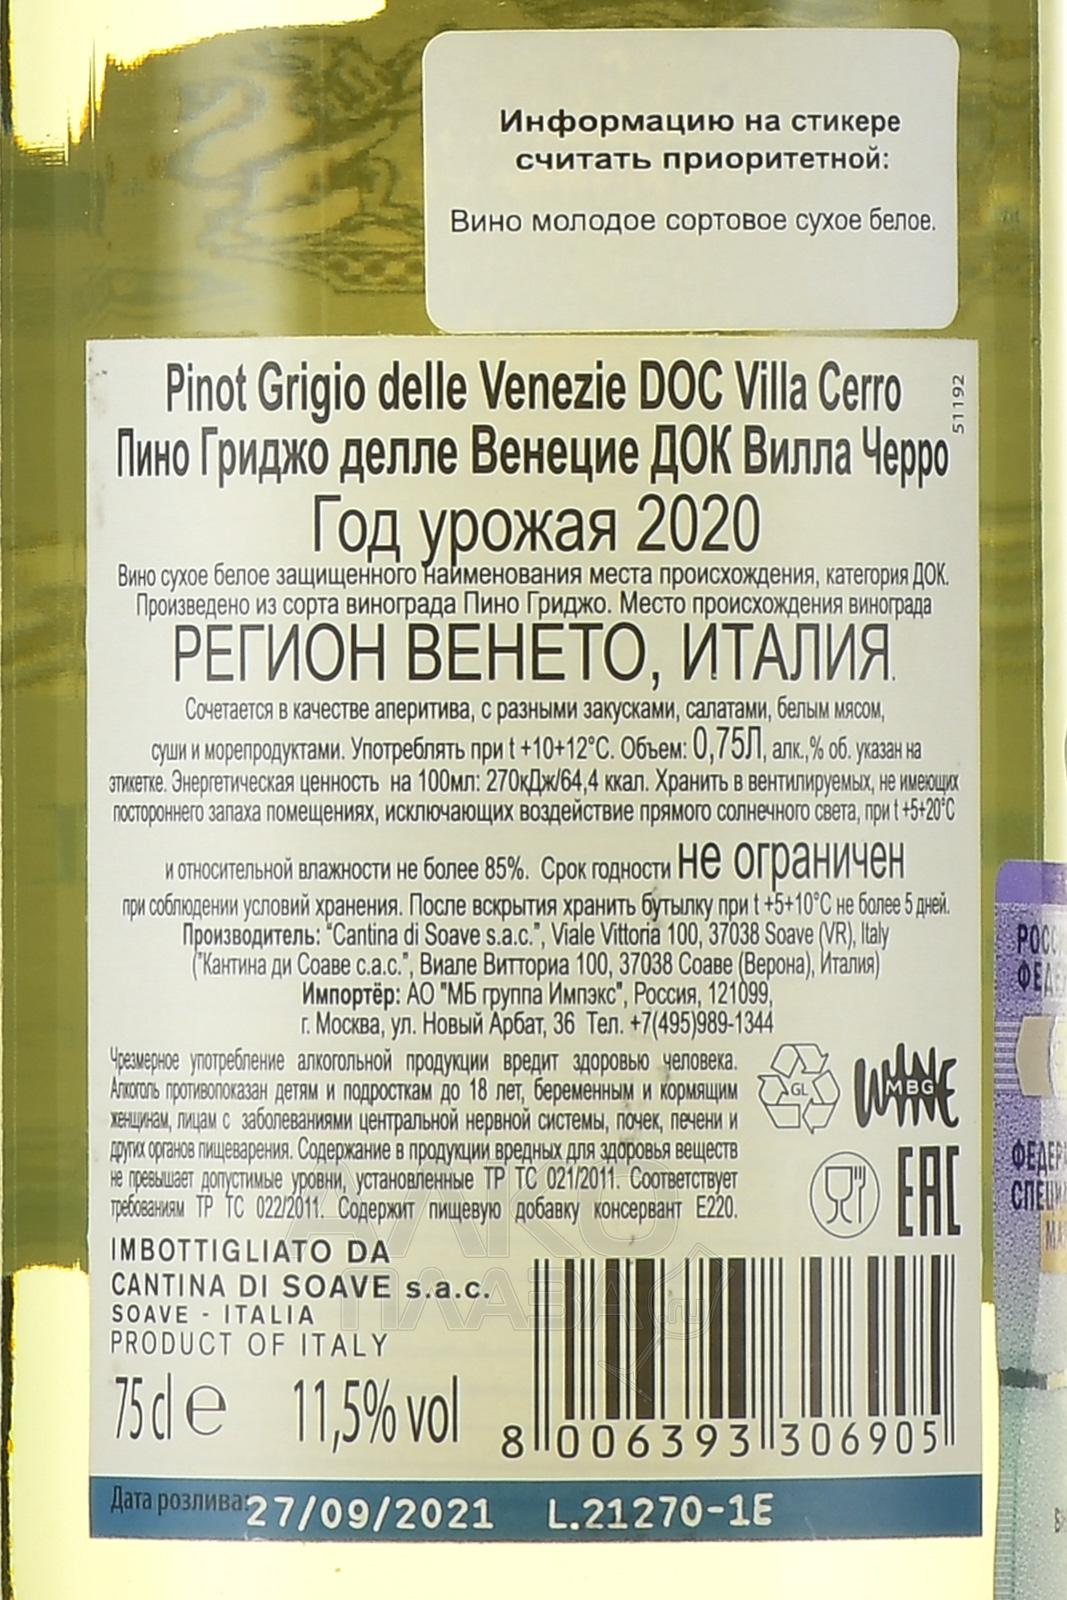 Информацию на стикере
считать приоритетной:
Вино молодое сортовое сухое белое.
Pinot Grigio delle Venezie DOC Villa Cerro
51192
Пино Гриджо делле Венецие ДОК Вилла Черро
Год урожая 2020
Вино сухое белое защищенного наименования места происхождения, категория ДОК.
Произведено из сорта винограда Пино Гриджо. Место происхождения винограда
РЕГИОН ВЕНЕТО, ИТАЛИЯ.
Сочетается в качестве аперитива, с разными закусками, салатами, белым мясом,
суши и морепродуктами. Употреблять при t +10+12°C. Объем: 0,75Л, алк.,% об. указан на
этикетке. Энергетическая ценность на 100мл: 270кДж/64,4 ккал. Хранить в вентилируемых, не имеющих
постороннего запаха помещениях, исключающих воздействие прямого солнечного света, при t +5+20°C
и относительной влажности не более 85%. Срок годности не ограничен
при соблюдении условий хранения. После вскрытия хранить бутылку при t +5+10°C не более 5 дней.
Производитель: "Cantina di Soave s.a.c.", Viale Vittoria 100, 37038 Soave (VR), Italy
("Кантина ди Соаве с.а.с.", Виале Витториа 100, 37038 Соаве (Верона), Италия)
Импортёр: АО "МБ группа Импэкс", Россия, 121099,
г. Москва, ул. Новый Арбат, 36 Тел. +7(495)989-1344
Чрезмерное употребление алкогольной продукции вредит здоровью человека.
Алкоголь противопоказан детям и подросткам до 18 лет, беременным и кормящим
женщинам, лицам с заболеваниями центральной нервной системы, почек, печени и
других органов пищеварения. Содержание в продукции вредных для здоровья веществ
не превышает допустимые уровни, установленные ТР ТС 021/2011. Соответствует
требованиям ТР ТС 022/2011. Содержит пищевую добавку консервант Е220.
GL
WINE
MBG
EAC
IMBOTTIGLIATO DA
CANTINA DI SOAVE s.a.c.
SOAVE - ITALIA
PRODUCT OF ITALY
75 cl e 11,5% vol
8 006393 306905
Дата розлива: 27/09/2021 L.21270-1E
АЛКО
ПЛАЗА.ru